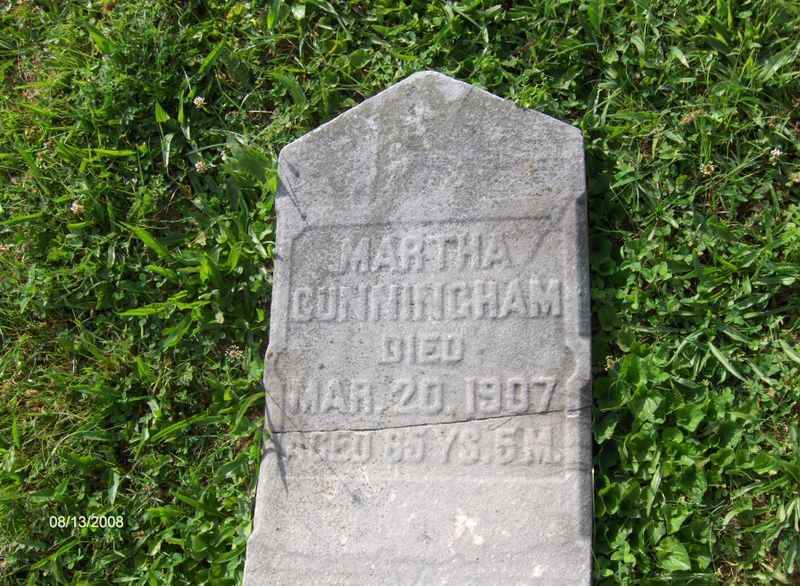 MARTHA
CUNNINGHAM
DIED
MAR. 20, 1907
AGED 85 YS. 5 M.
08/13/2008